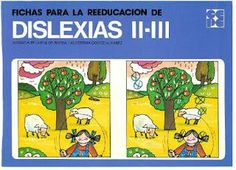 FICHAS PARA LA REEDUCACION DE
DISLEXIAS II-III